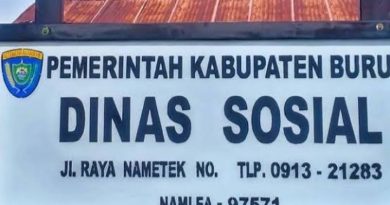 PEMERINTAH KABUPATEN BURU
DINAS SOSIAL
JL. RAYA NAMETEK NO. TLP. 0913 - 21283
NAMLEA - 97571